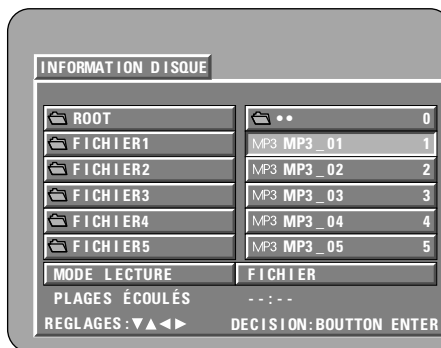 INFORMATION DISQUE
ROOT •• 0
FICHIER1 MP3 MP3_01 1
FICHIER2 MP3 MP3_02 2
FICHIER3 MP3 MP3_03 3
FICHIER4 MP3 MP3_04 4
FICHIER5 MP3 MP3_05 5
MODE LECTURE FICHIER
PLAGES ÉCOULÉS --:--
REGLAGES:▼▲◄► DECISION:BOUTTON ENTER